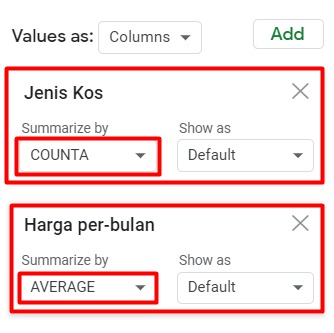 Values as: Columns Add
Jenis Kos
Summarize by Show as
COUNTA Default
Harga per-bulan
Summarize by Show as
AVERAGE Default